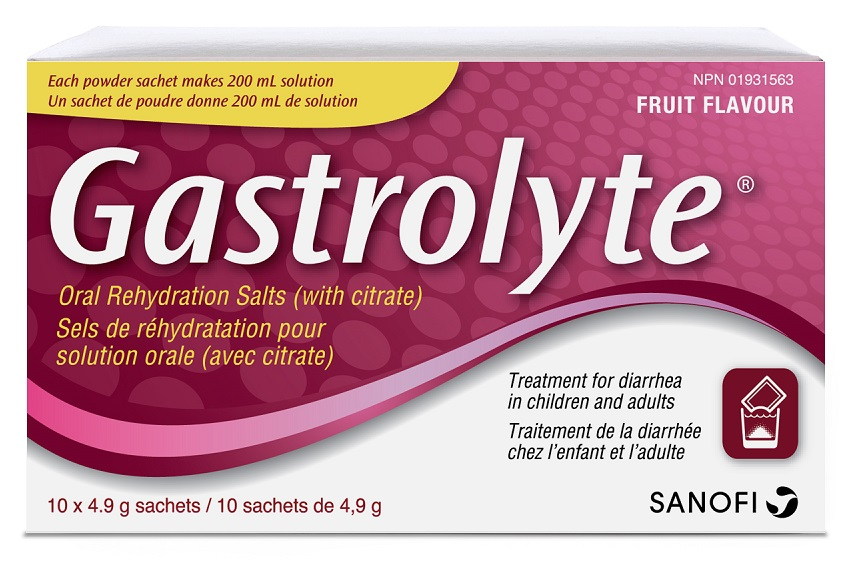 Each powder sachet makes 200 mL solution
Un sachet de poudre donne 200 mL de solution
NPN 01931563
FRUIT FLAVOUR
Gastrolyte®
Oral Rehydration Salts (with citrate)
Sels de réhydratation pour
solution orale (avec citrate)
Treatment for diarrhea
in children and adults
Traitement de la diarrhée
chez l'enfant et l'adulte
10 x 4.9 g sachets / 10 sachets de 4,9 g
SANOFI